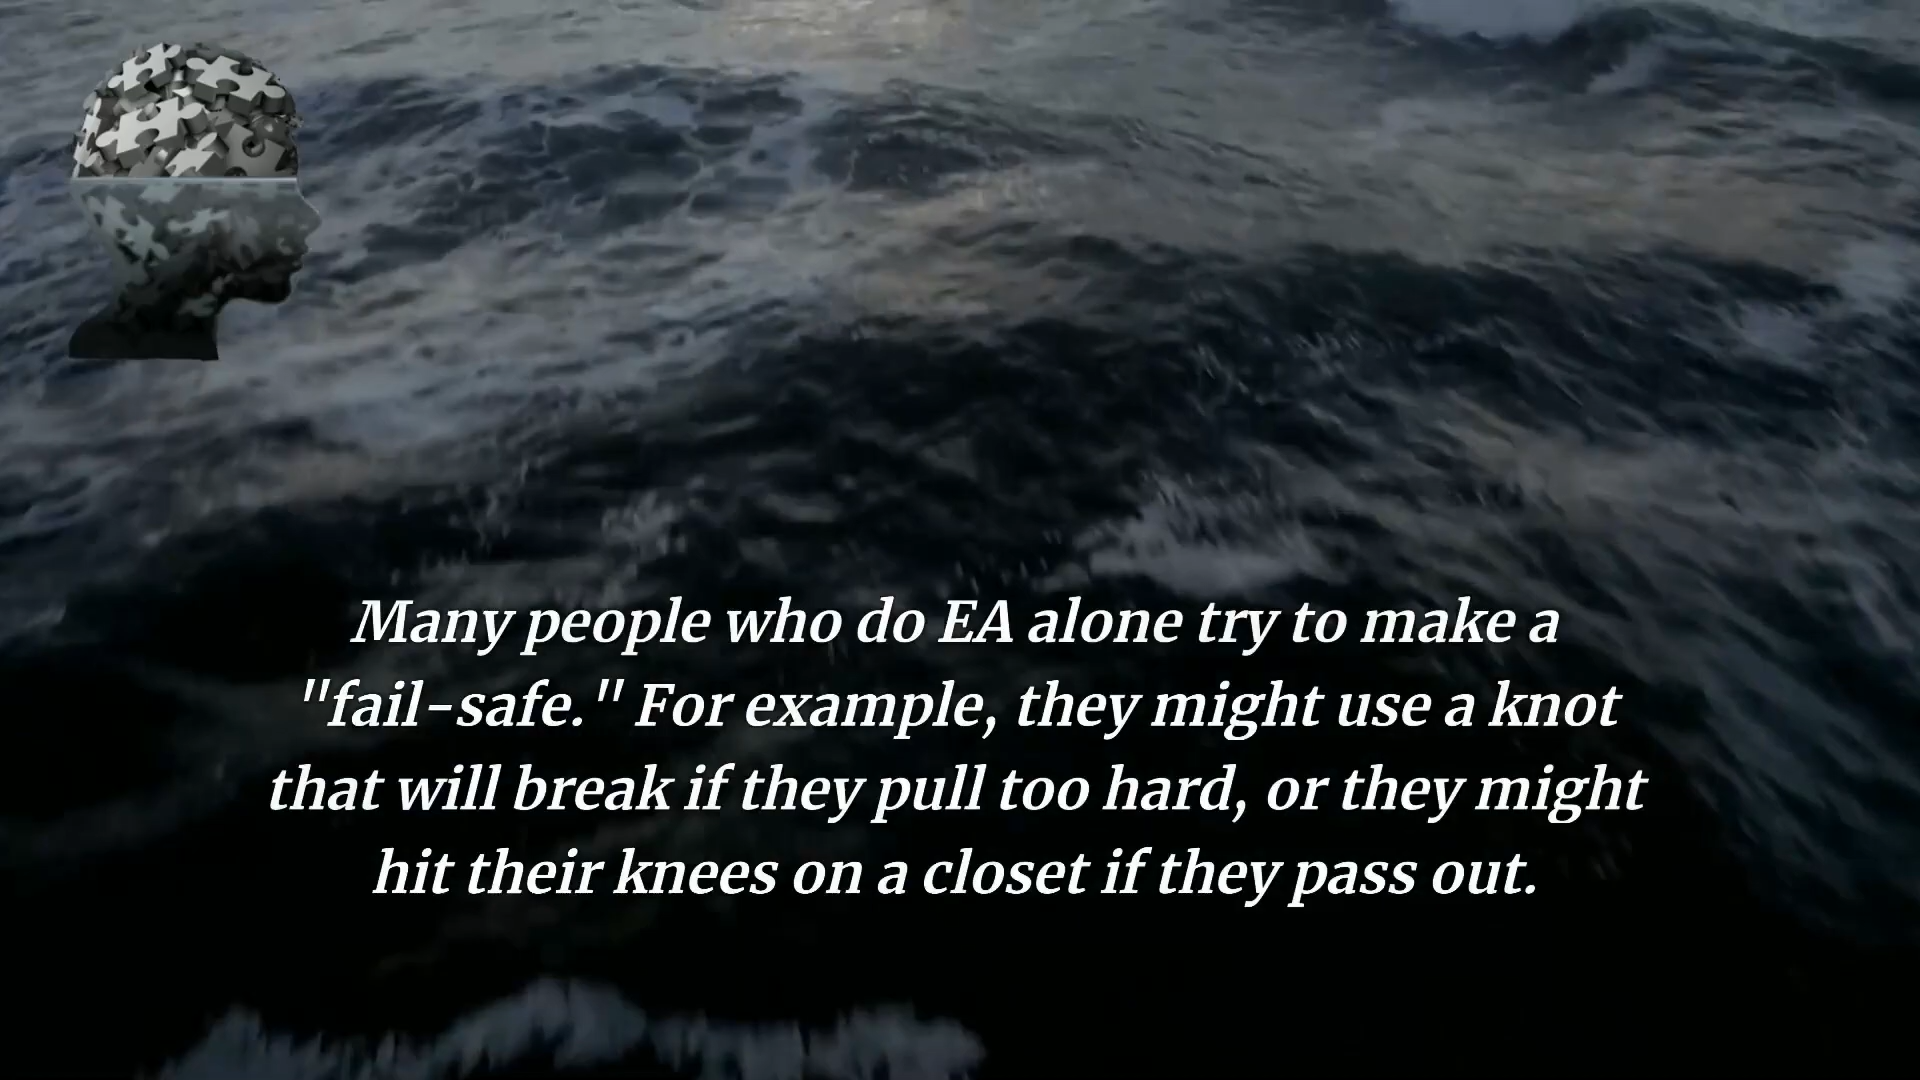 Many people who do EA alone try to make a
"fail-safe." For example, they might use a knot
that will break if they pull too hard, or they might
hit their knees on a closet if they pass out.